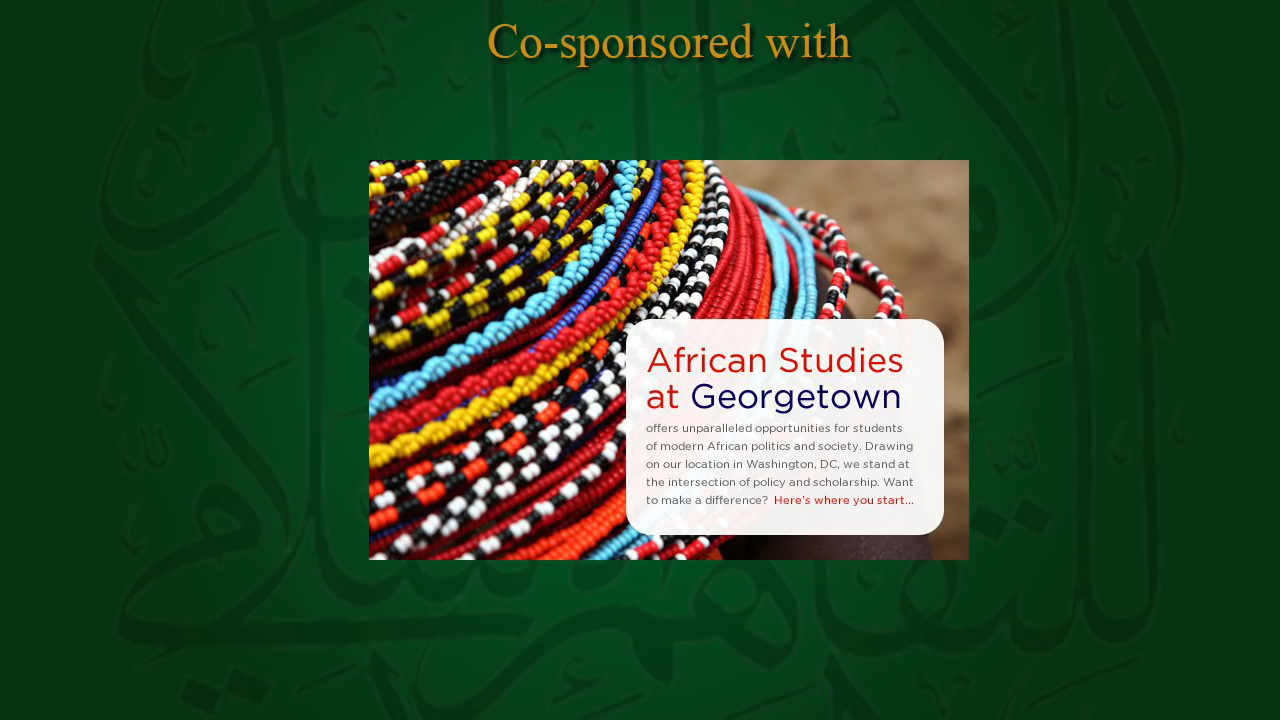 Co-sponsored with
African Studies
at Georgetown
offers unparalleled opportunities for students
of modern African politics and society. Drawing
on our location in Washington, DC, we stand at
the intersection of policy and scholarship. Want
to make a difference? Here's where you start...